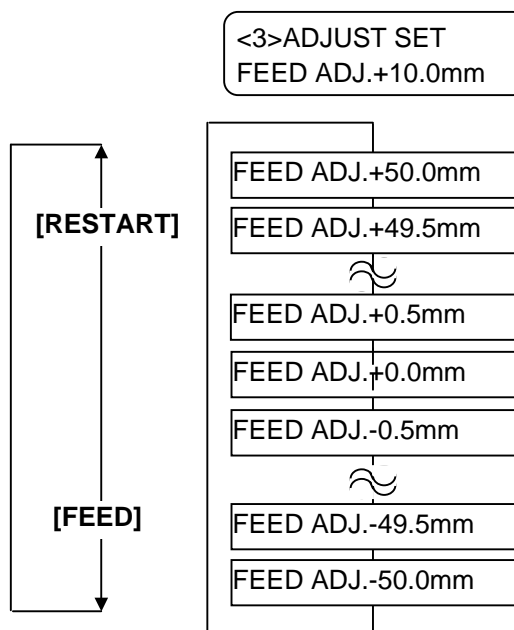 <3>ADJUST SET
FEED ADJ.+10.0mm
FEED ADJ.+50.0mm
[RESTART]
FEED ADJ.+49.5mm
FEED ADJ.+0.5mm
FEED ADJ.+0.0mm
FEED ADJ.-0.5mm
[FEED]
FEED ADJ.-49.5mm
FEED ADJ.-50.0mm